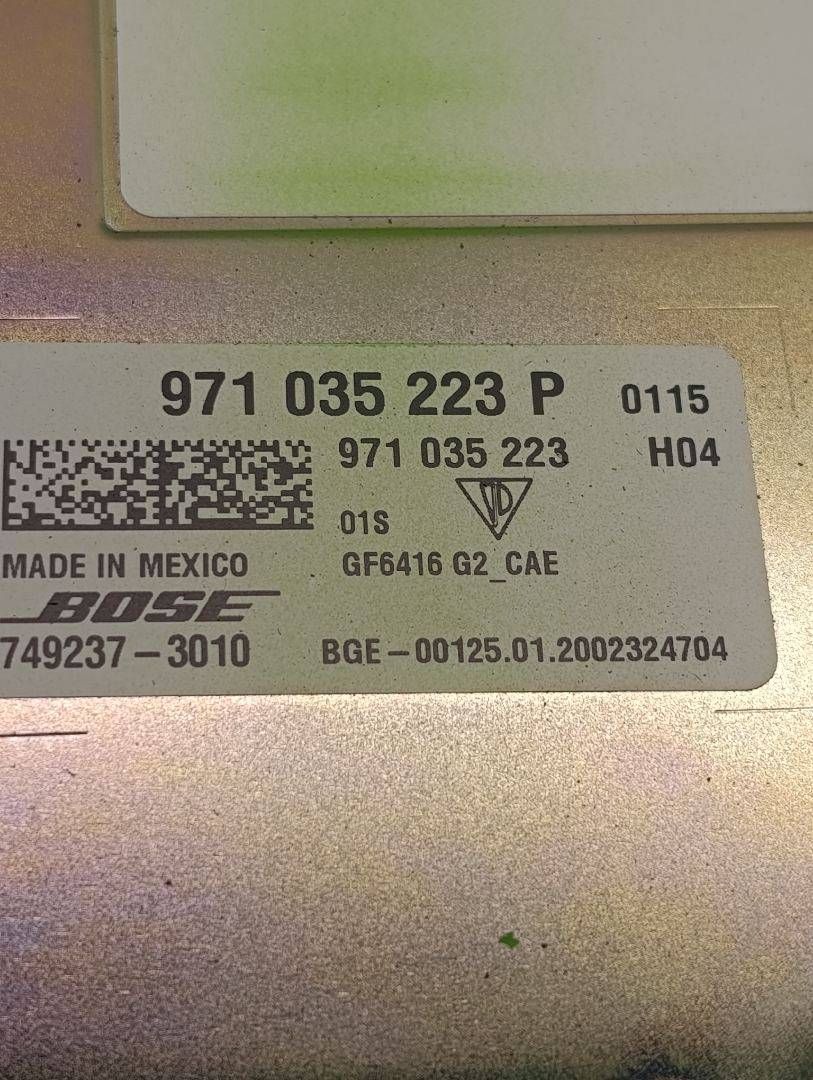 971 035 223 P 0115
971 035 223 H04
01S
MADE IN MEXICO GF6416 G2_CAE
BOSE
749237-3010 BGE-00125.01.2002324704